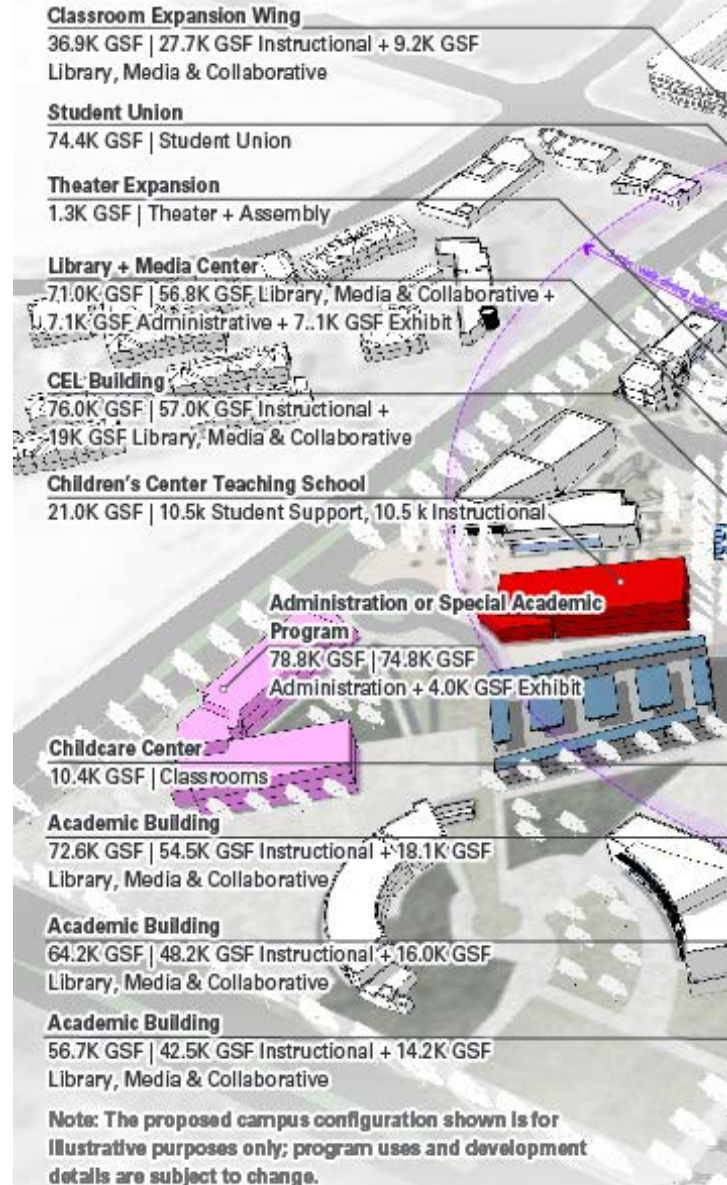 Classroom Expansion Wing
36.9K GSF | 27.7K GSF Instructional + 9.2K GSF
Library, Media & Collaborative
Student Union
74.4K GSF | Student Union
Theater Expansion
1.3K GSF | Theater + Assembly
Library + Media Center
71.0K GSF | 56.8K GSF Library, Media & Collaborative +
7.1K GSF Administrative + 7..1K GSF Exhibit
CEL Building
76.0K GSF | 57.0K GSF Instructional +
19K GSF Library, Media & Collaborative
Children's Center Teaching School
21.0K GSF | 10.5k Student Support, 10.5 k Instructional
Administration or Special Academic
Program
78.8K GSF | 74.8K GSF
Administration + 4.0K GSF Exhibit
Childcare Center
10.4K GSF | Classrooms
Academic Building
72.6K GSF | 54.5K GSF Instructional + 18.1K GSF
Library, Media & Collaborative
Academic Building
64.2K GSF | 48.2K GSF Instructional + 16.0K GSF
Library, Media & Collaborative
Academic Building
56.7K GSF | 42.5K GSF Instructional + 14.2K GSF
Library, Media & Collaborative
Note: The proposed campus configuration shown is for
illustrative purposes only; program uses and development
details are subject to change.